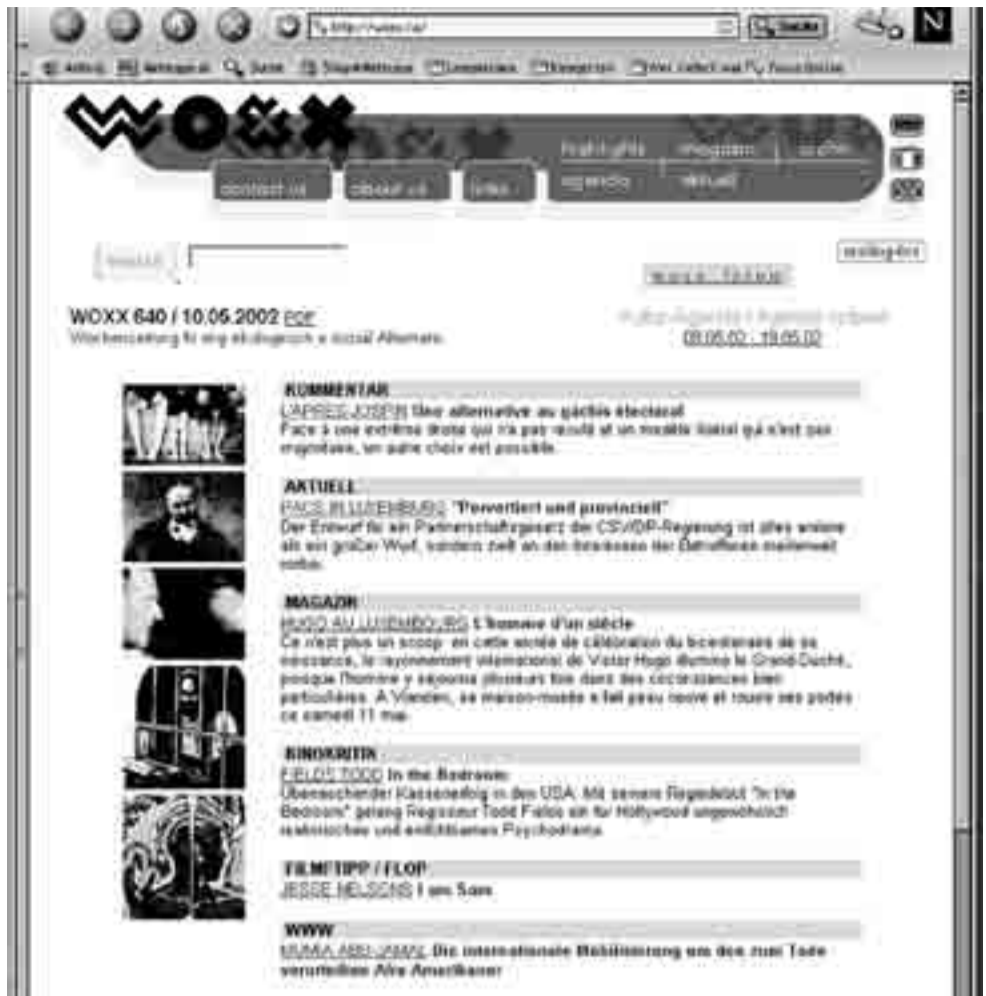 Suche
woxx
highlights magazin
contact us about us links agenda aktuell
WOXX 640 / 10.05.2002 PDF
Wochenzeitung fir eng ekologesch a sozial Alternativ
09.05.02 - 19.05.02
KOMMENTAR
L'APRES JOSPIN Une alternative au gâchis électoral
Face à une extrême droite qui n'a pas reculé et un modèle libéral qui n'est pas
majoritaire, un autre choix est possible.
AKTUELL
PACS IN LUXEMBURG "Pervertiert und provinciell"
Der Entwurf für ein Partnerschaftsgesetz der CSV/DP-Regierung ist alles andere
als ein großer Wurf, sondern zielt an den Interessen der Betroffenen meilenweit
vorbei.
MAGAZIN
HUGO AU LUXEMBOURG L'homme d'un siècle
Ce n'est plus un scoop: en cette année de célébration du bicentenaire de sa
naissance, le rayonnement international de Victor Hugo illumine le Grand-Duché,
puisque l'homme y séjourna plusieurs fois dans des circonstances bien
particulières. A Vianden, sa maison-musée a fait peau neuve et rouvre ses portes
ce samedi 11 mai.
KINOKRITIK
FIELDS TODD In the Bedroom
Überraschender Kassenerfolg in den USA: Mit seinem Regiedebüt "In the
Bedroom" gelang Regisseur Todd Fields ein für Hollywood ungewöhnlich
realistisches und einfühlsames Psychodrama.
FILMTIPP / FLOP
JESSE NELSONS I am Sam
WWW
MUMIA ABU-JAMAL Die internationale Mobilisierung um den zum Tode
verurteilten Afro Amerikaner